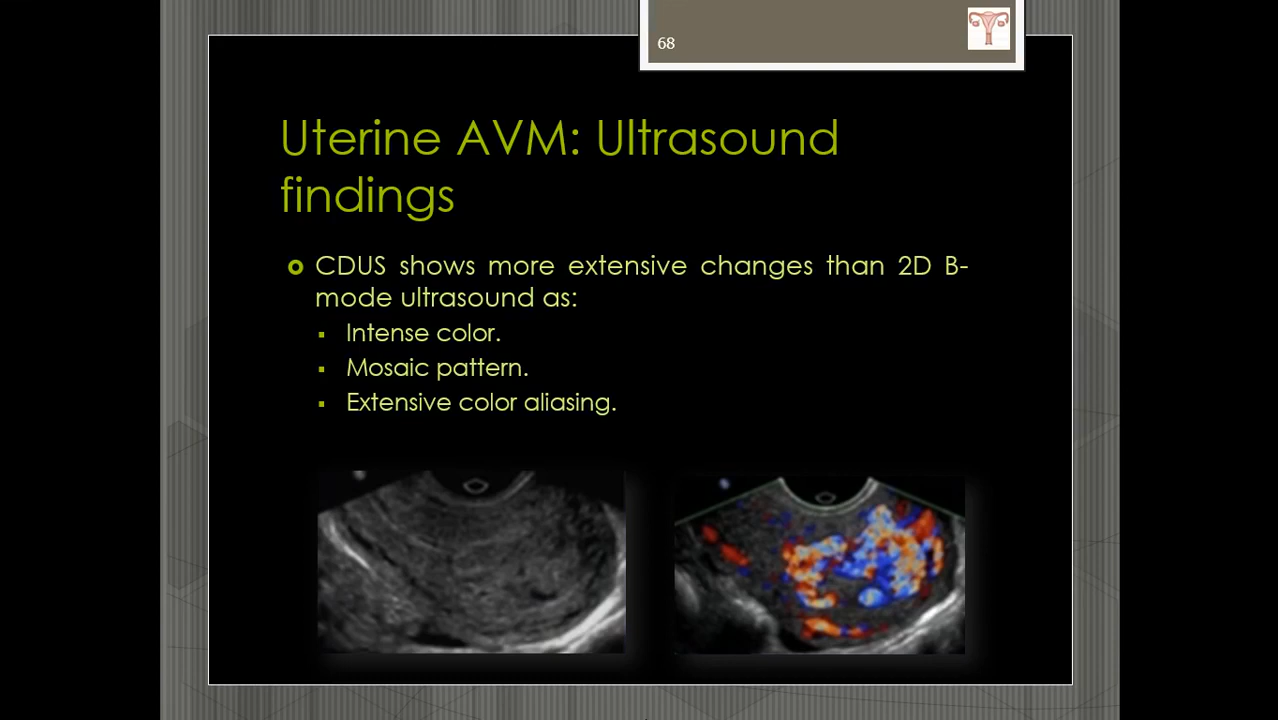 68
Uterine AVM: Ultrasound
findings
CDUS shows more extensive changes than 2D B-
mode ultrasound as:
Intense color.
Mosaic pattern.
Extensive color aliasing.